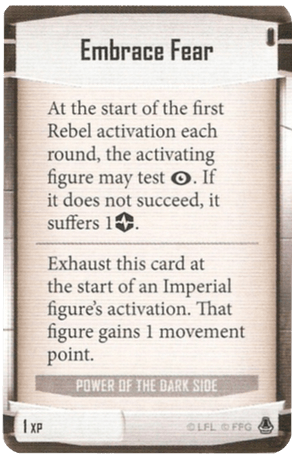 Embrace Fear
At the start of the first
Rebel activation each
round, the activating
figure may test . If
it does not succeed, it
suffers 1.
Exhaust this card at
the start of an Imperial
figure's activation. That
figure gains 1 movement
point.
POWER OF THE DARK SIDE
1 XP
© LFL © FFG